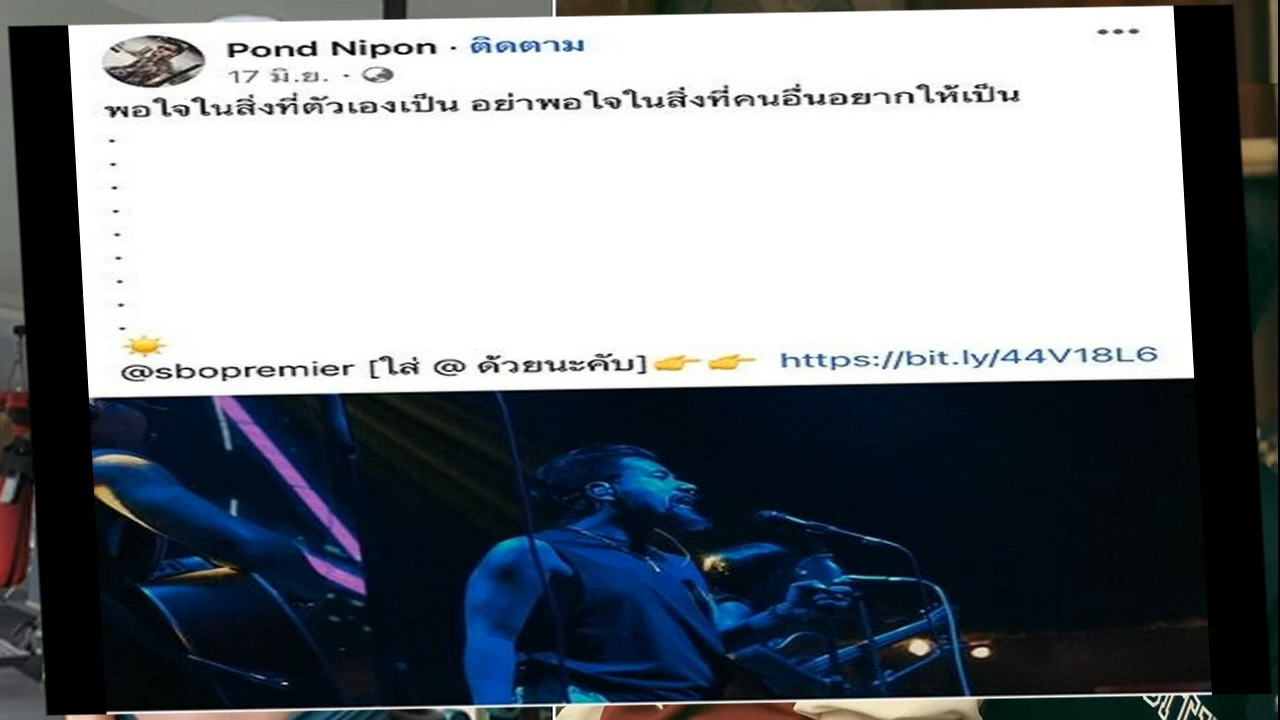 Pond Nipon · ติดตาม
17 มิ.ย. ·
พอใจในสิ่งที่ตัวเองเป็น อย่าพอใจในสิ่งที่คนอื่นอยากให้เป็น
.
.
.
.
.
.
.
.
.
@sbopremier [ใส่ @ ด้วยนะคับ]👉👉 https://bit.ly/44V18L6